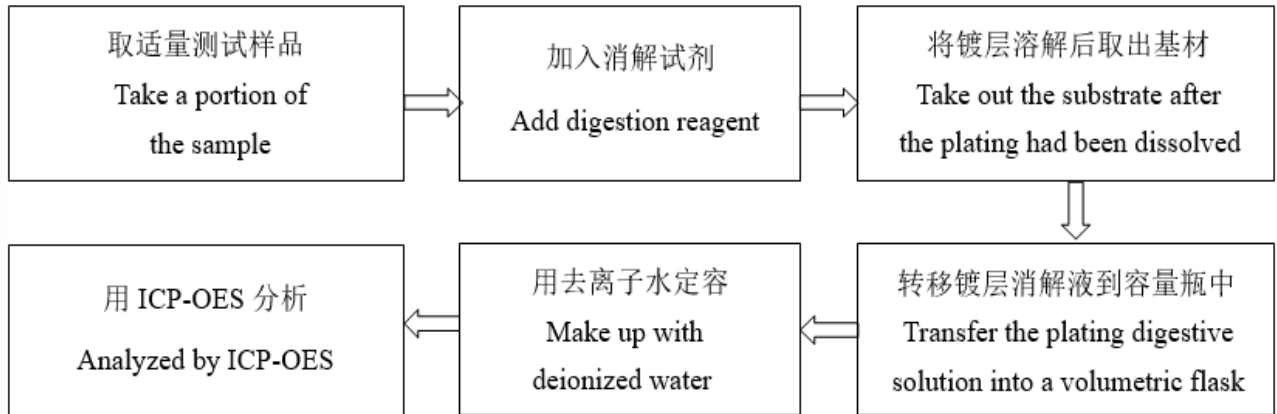 取适量测试样品
Take a portion of
the sample
加入消解试剂
Add digestion reagent
将镀层溶解后取出基材
Take out the substrate after
the plating had been dissolved
转移镀层消解液到容量瓶中
Transfer the plating digestive
solution into a volumetric flask
用去离子水定容
Make up with
deionized water
用 ICP-OES 分析
Analyzed by ICP-OES